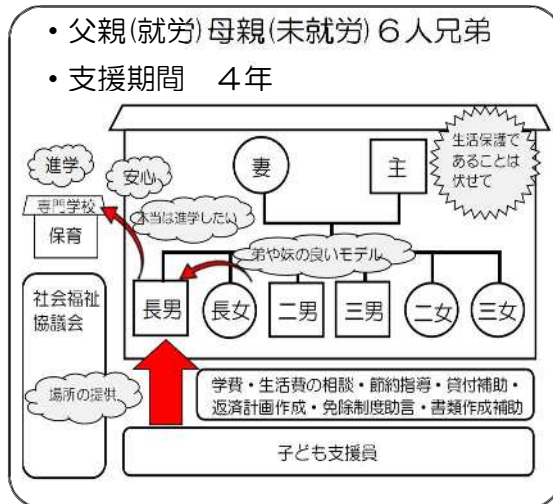 ・父親(就労)母親(未就労)６人兄弟
・支援期間　４年
生活保護で
あることは
伏せて
妻
主
進学
安心
専門学校
保育
本当は進学したい
弟や妹の良いモデル
長男
長女
二男
三男
二女
三女
社会福祉
協議会
場所の提供
学費・生活費の相談・節約指導・貸付補助・
返済計画作成・免除制度助言・書類作成補助
子ども支援員